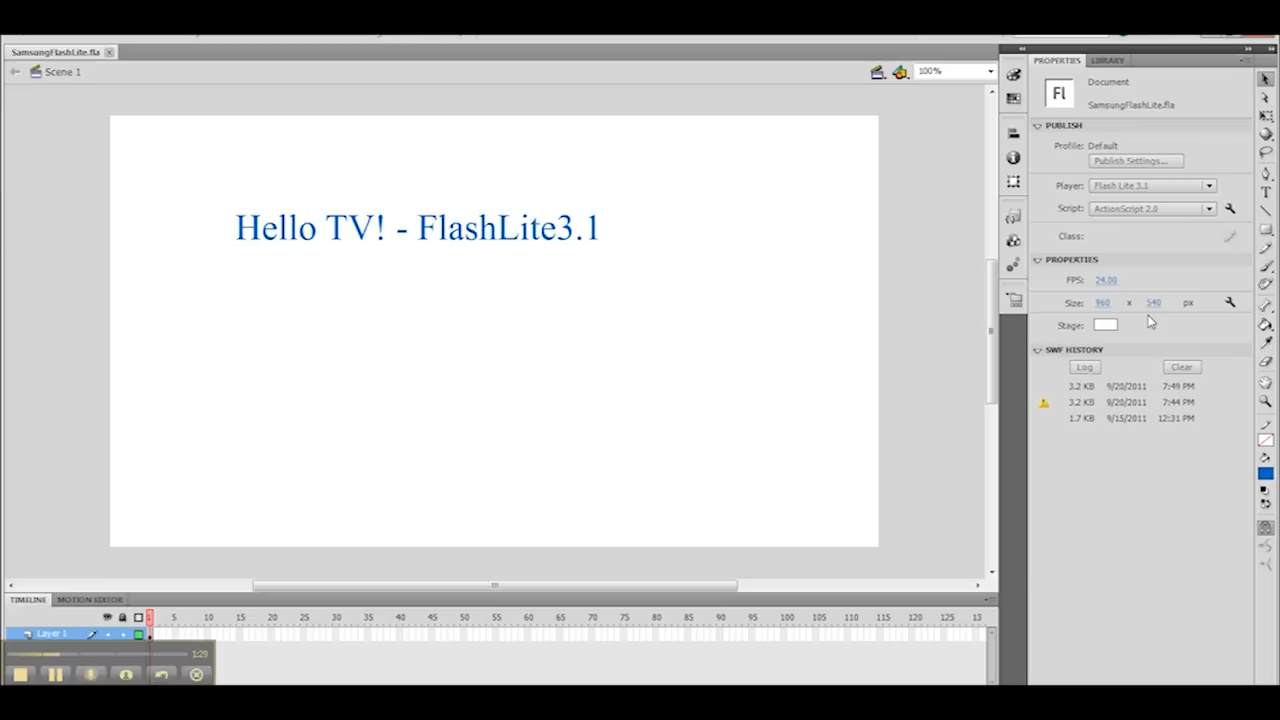 SamsungFlashLite.fla
Scene 1
100%
Hello TV! - FlashLite3.1
PROPERTIES LIBRARY
Fl
Document
SamsungFlashLite.fla
PUBLISH
Profile: Default
Publish Settings...
Player: Flash Lite 3.1
Script: ActionScript 2.0
Class:
PROPERTIES
FPS: 24.00
Size: 960 x 540 px
Stage:
SWF HISTORY
Log Clear
3.2 KB 9/20/2011 7:49 PM
3.2 KB 9/20/2011 7:44 PM
1.7 KB 9/15/2011 12:31 PM
TIMELINE MOTION EDITOR
5 10 15 20 25 30 35 40 45 50 55 60 65 70 75 80 85 90 95 100 105 110 115 120 125 13
Layer 1
1:29